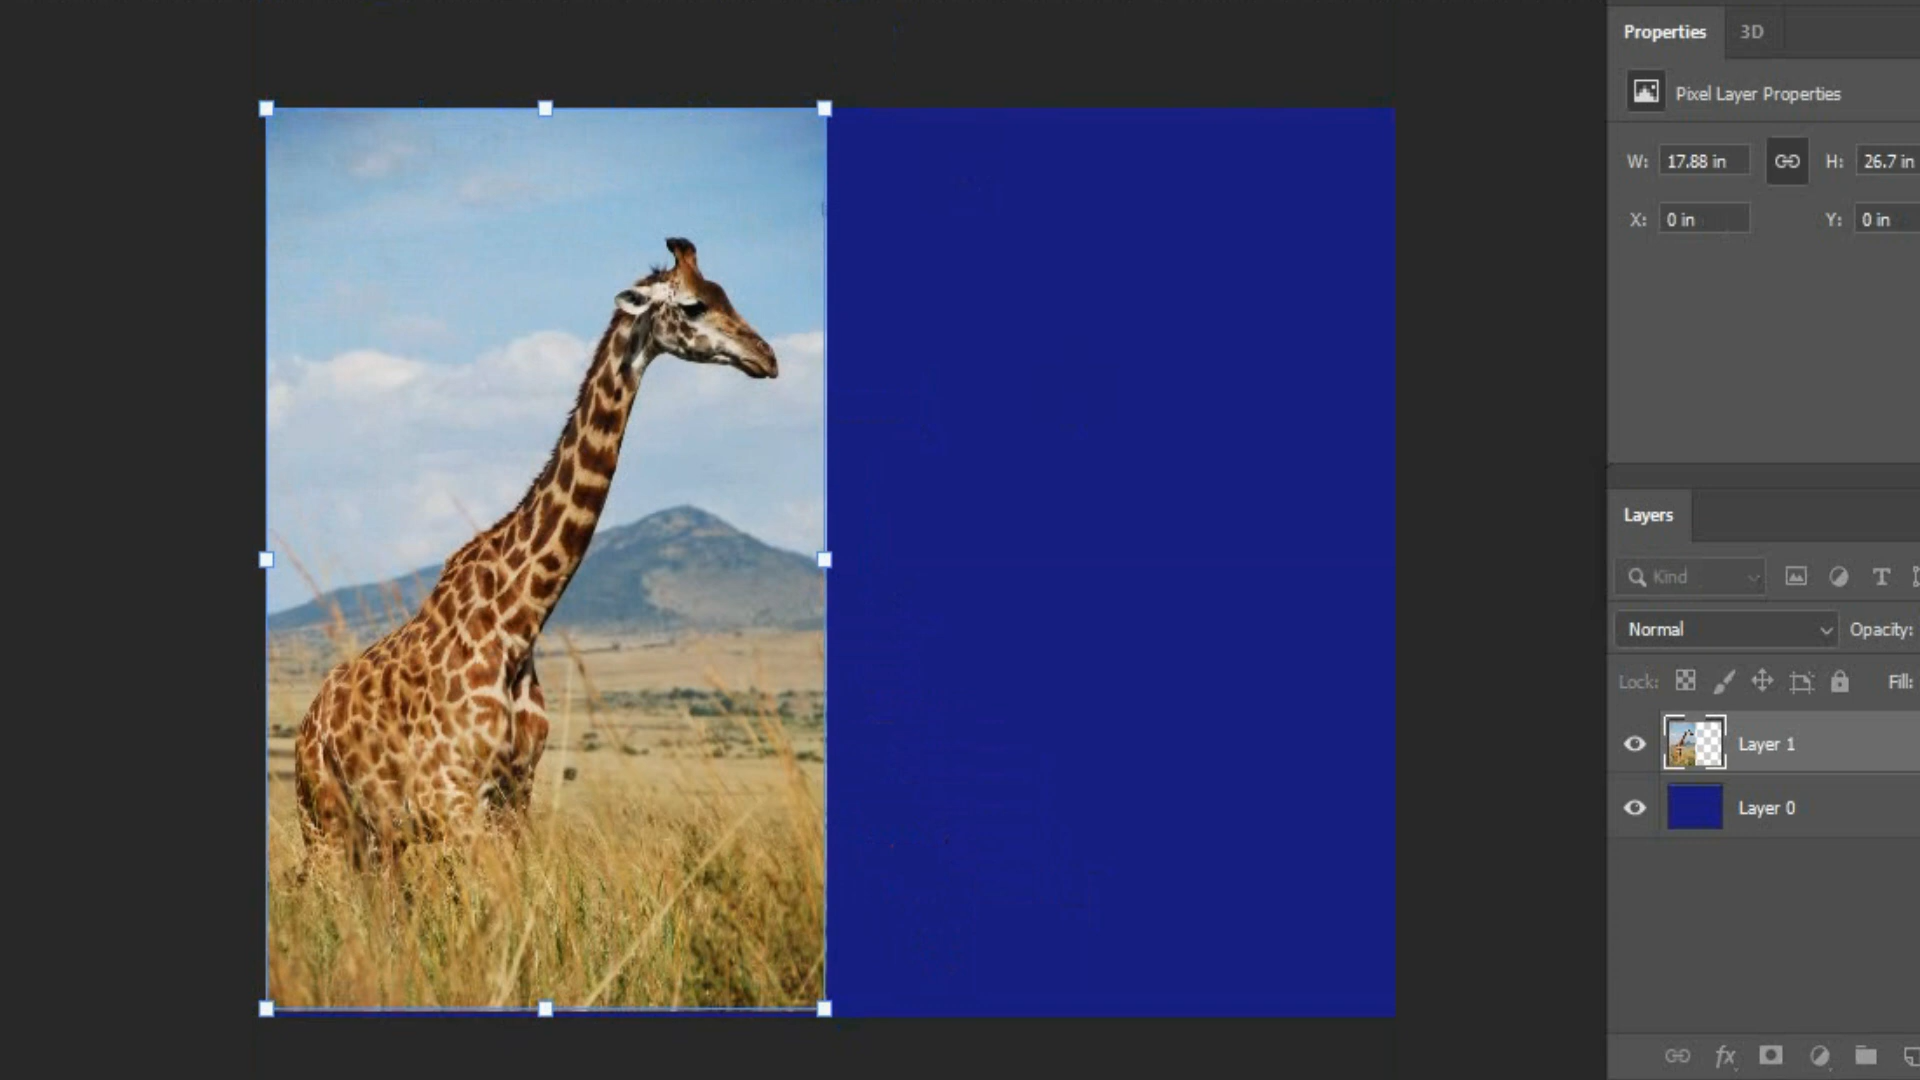 Properties 3D
Pixel Layer Properties
W: 17.88 in H: 26.7 in
X: 0 in Y: 0 in
Layers
Kind T
Normal Opacity:
Lock: Fill:
Layer 1
Layer 0
fx